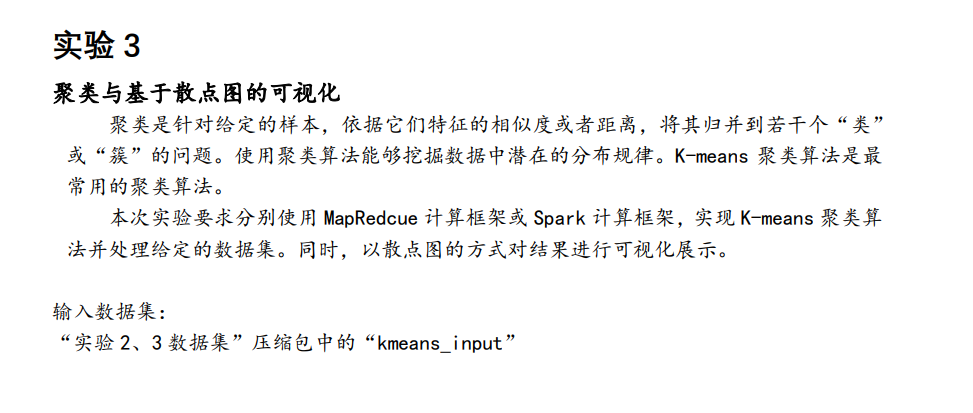 实验 3
聚类与基于散点图的可视化
聚类是针对给定的样本，依据它们特征的相似度或者距离，将其归并到若干个“类”
或“簇”的问题。使用聚类算法能够挖掘数据中潜在的分布规律。K-means 聚类算法是最
常用的聚类算法。
本次实验要求分别使用 MapRedcue 计算框架或 Spark 计算框架，实现 K-means 聚类算
法并处理给定的数据集。同时，以散点图的方式对结果进行可视化展示。
输入数据集：
“实验 2、3 数据集”压缩包中的“kmeans_input”